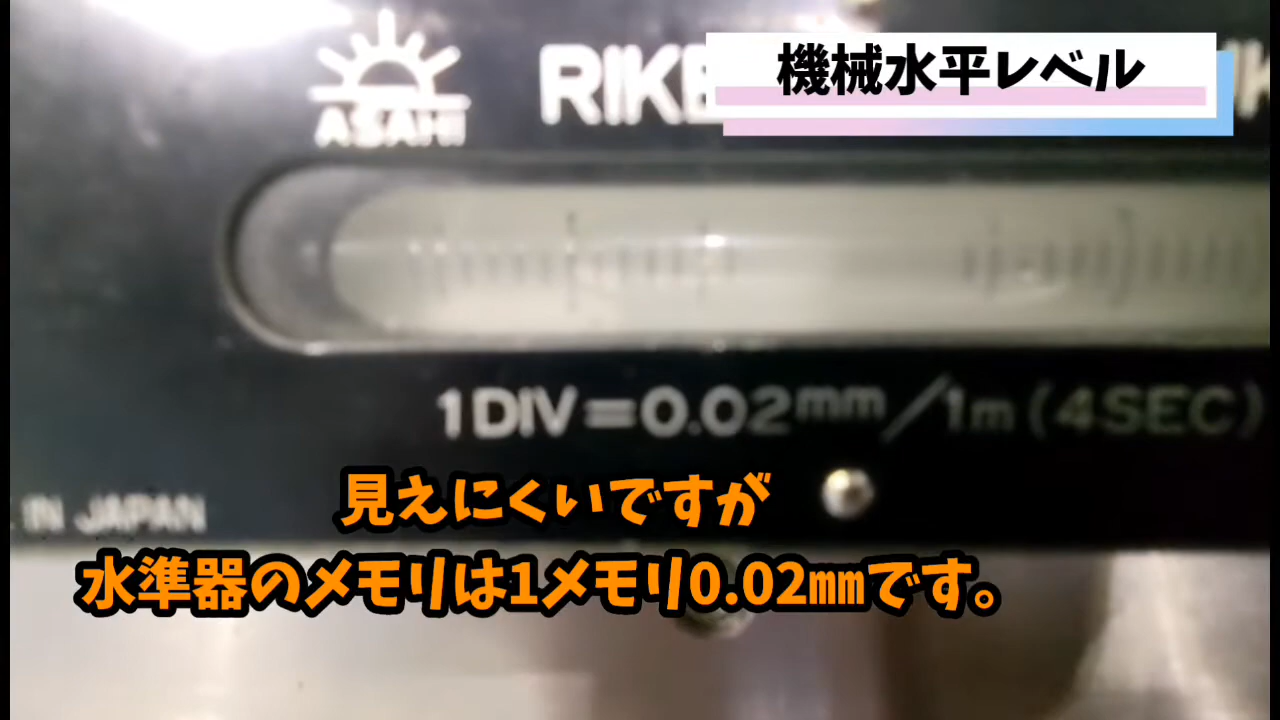 機械水平レベル
ASAHI
1DIV=0.02mm/1m(4SEC)
IN JAPAN
見えにくいですが
水準器のメモリは1メモリ0.02㎜です。